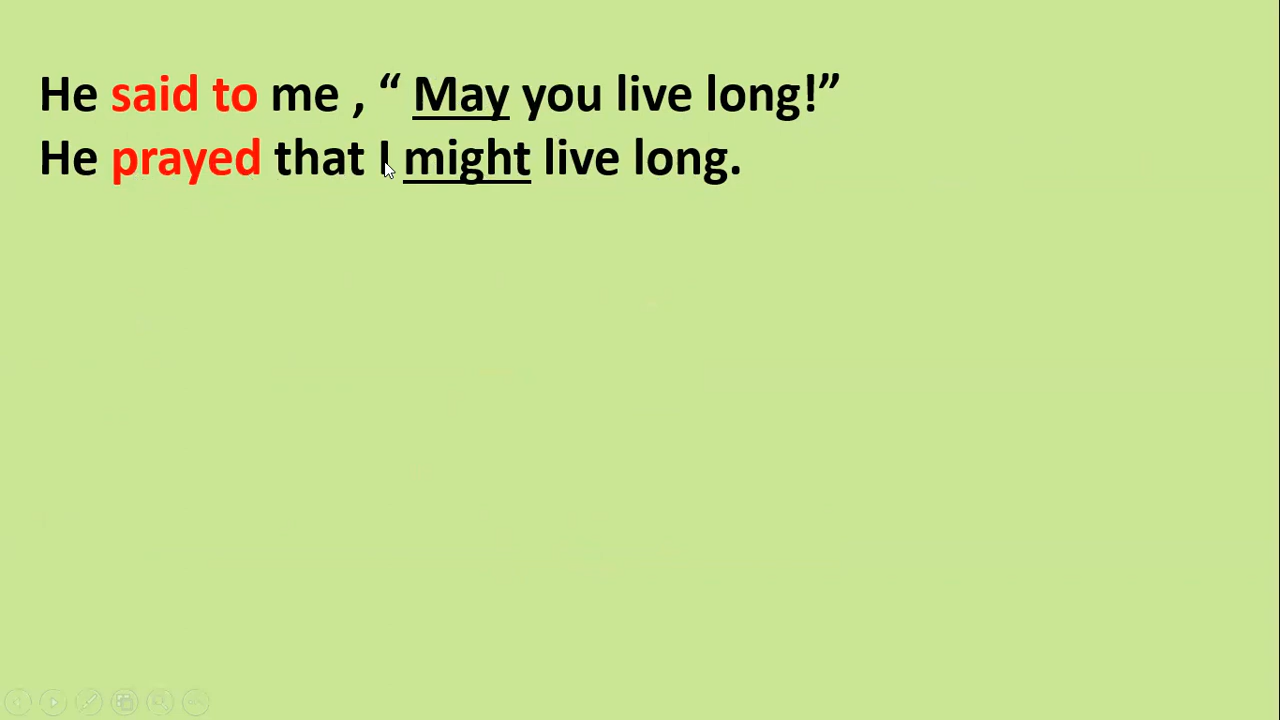 He said to me , “ May you live long!”
He prayed that I might live long.